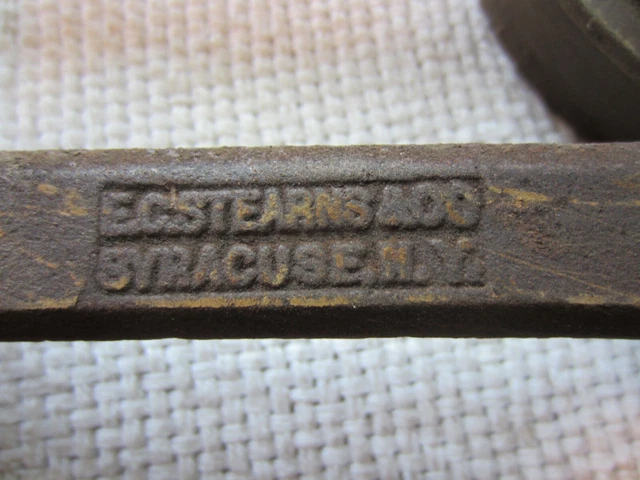 E.C. STEARNS & CO
SYRACUSE, N.Y.